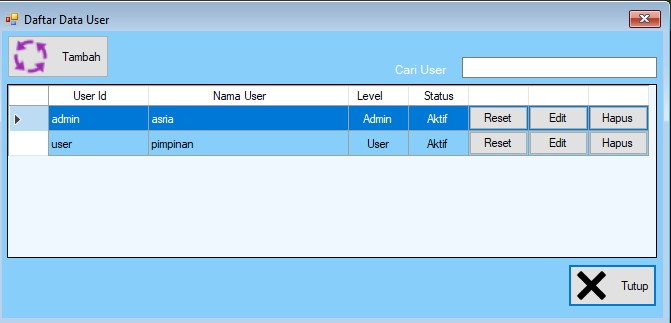 Daftar Data User
Tambah
Cari User
User Id Nama User Level Status
admin asria Admin Aktif Reset Edit Hapus
user pimpinan User Aktif Reset Edit Hapus
Tutup